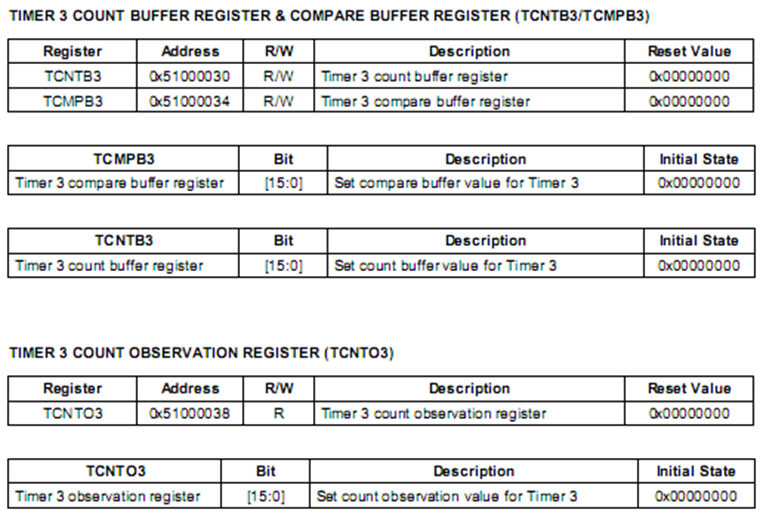 TIMER 3 COUNT BUFFER REGISTER & COMPARE BUFFER REGISTER (TCNTB3/TCMPB3)
Register Address R/W Description Reset Value
TCNTB3 0x51000030 R/W Timer 3 count buffer register 0x00000000
TCMPB3 0x51000034 R/W Timer 3 compare buffer register 0x00000000
TCMPB3 Bit Description Initial State
Timer 3 compare buffer register [15:0] Set compare buffer value for Timer 3 0x00000000
TCNTB3 Bit Description Initial State
Timer 3 count buffer register [15:0] Set count buffer value for Timer 3 0x00000000
TIMER 3 COUNT OBSERVATION REGISTER (TCNTO3)
Register Address R/W Description Reset Value
TCNTO3 0x51000038 R Timer 3 count observation register 0x00000000
TCNTO3 Bit Description Initial State
Timer 3 observation register [15:0] Set count observation value for Timer 3 0x00000000